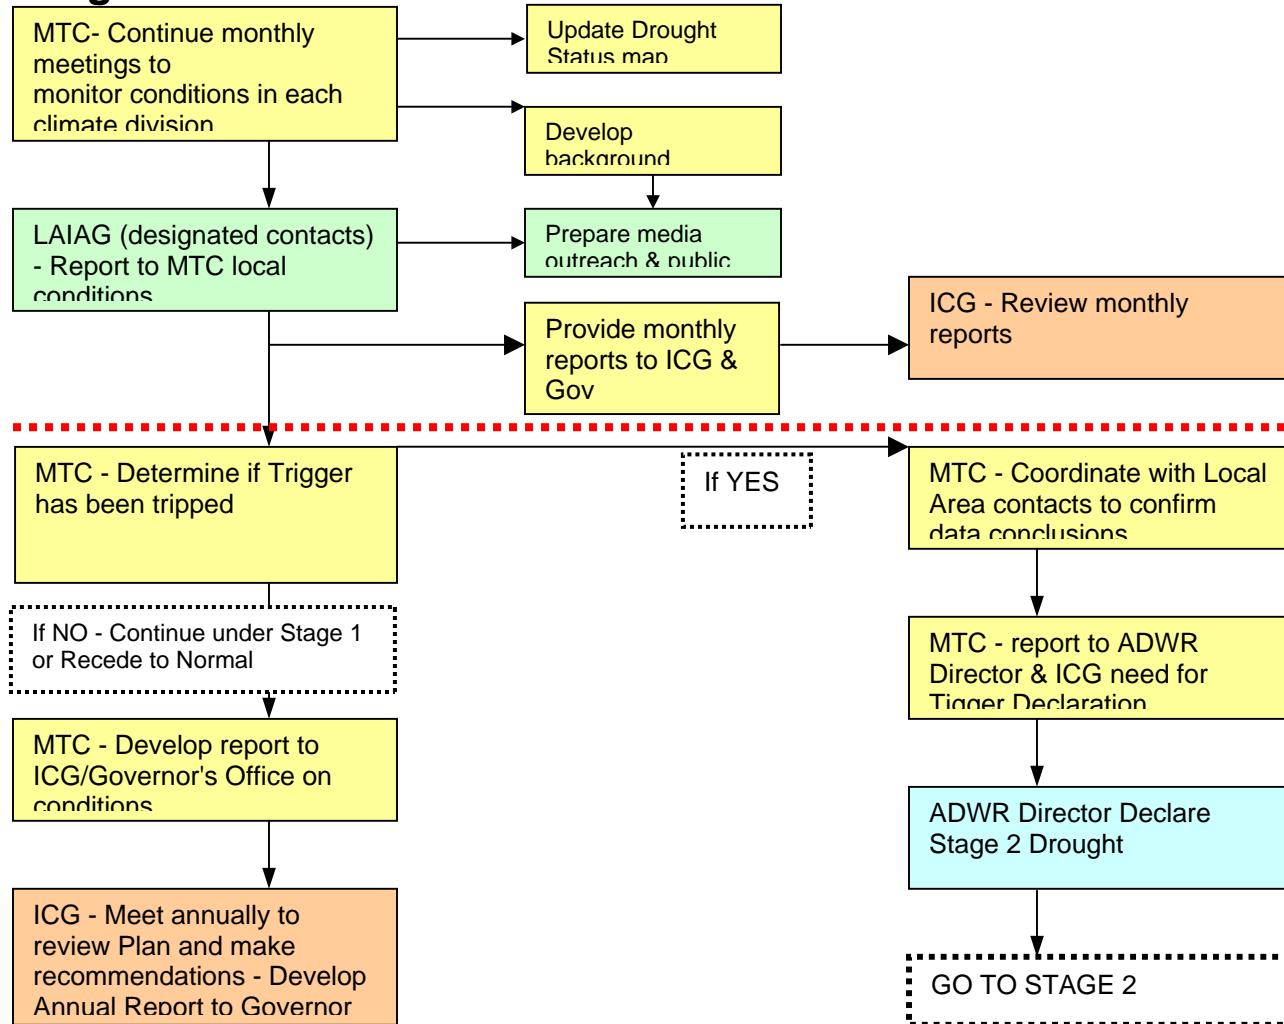 MTC- Continue monthly
meetings to
monitor conditions in each
climate division
Update Drought
Status map
Develop
background
LAIAG (designated contacts)
- Report to MTC local
conditions
Prepare media
outreach & public
Provide monthly
reports to ICG &
Gov
ICG - Review monthly
reports
MTC - Determine if Trigger
has been tripped
If YES
MTC - Coordinate with Local
Area contacts to confirm
data conclusions
If NO - Continue under Stage 1
or Recede to Normal
MTC - report to ADWR
Director & ICG need for
Tigger Declaration
MTC - Develop report to
ICG/Governor's Office on
conditions
ADWR Director Declare
Stage 2 Drought
ICG - Meet annually to
review Plan and make
recommendations - Develop
Annual Report to Governor
GO TO STAGE 2